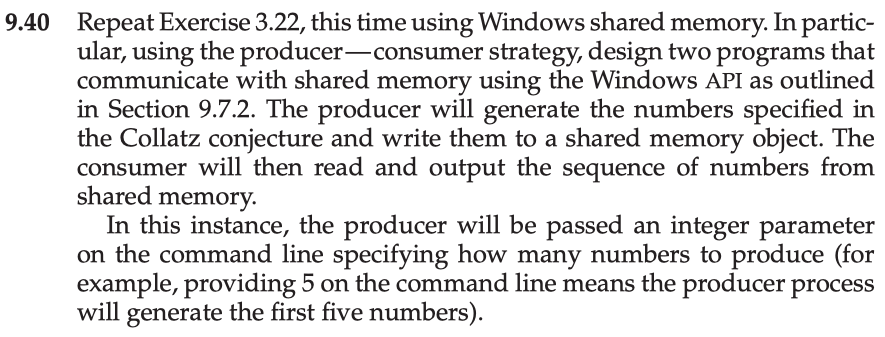 9.40 Repeat Exercise 3.22, this time using Windows shared memory. In partic-
ular, using the producer—consumer strategy, design two programs that
communicate with shared memory using the Windows API as outlined
in Section 9.7.2. The producer will generate the numbers specified in
the Collatz conjecture and write them to a shared memory object. The
consumer will then read and output the sequence of numbers from
shared memory.
In this instance, the producer will be passed an integer parameter
on the command line specifying how many numbers to produce (for
example, providing 5 on the command line means the producer process
will generate the first five numbers).